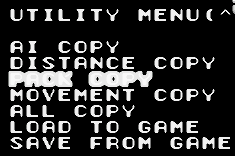 UTILITY MENU(^
AI COPY
DISTANCE COPY
PACK COPY
MOVEMENT COPY
ALL COPY
LOAD TO GAME
SAVE FROM GAME